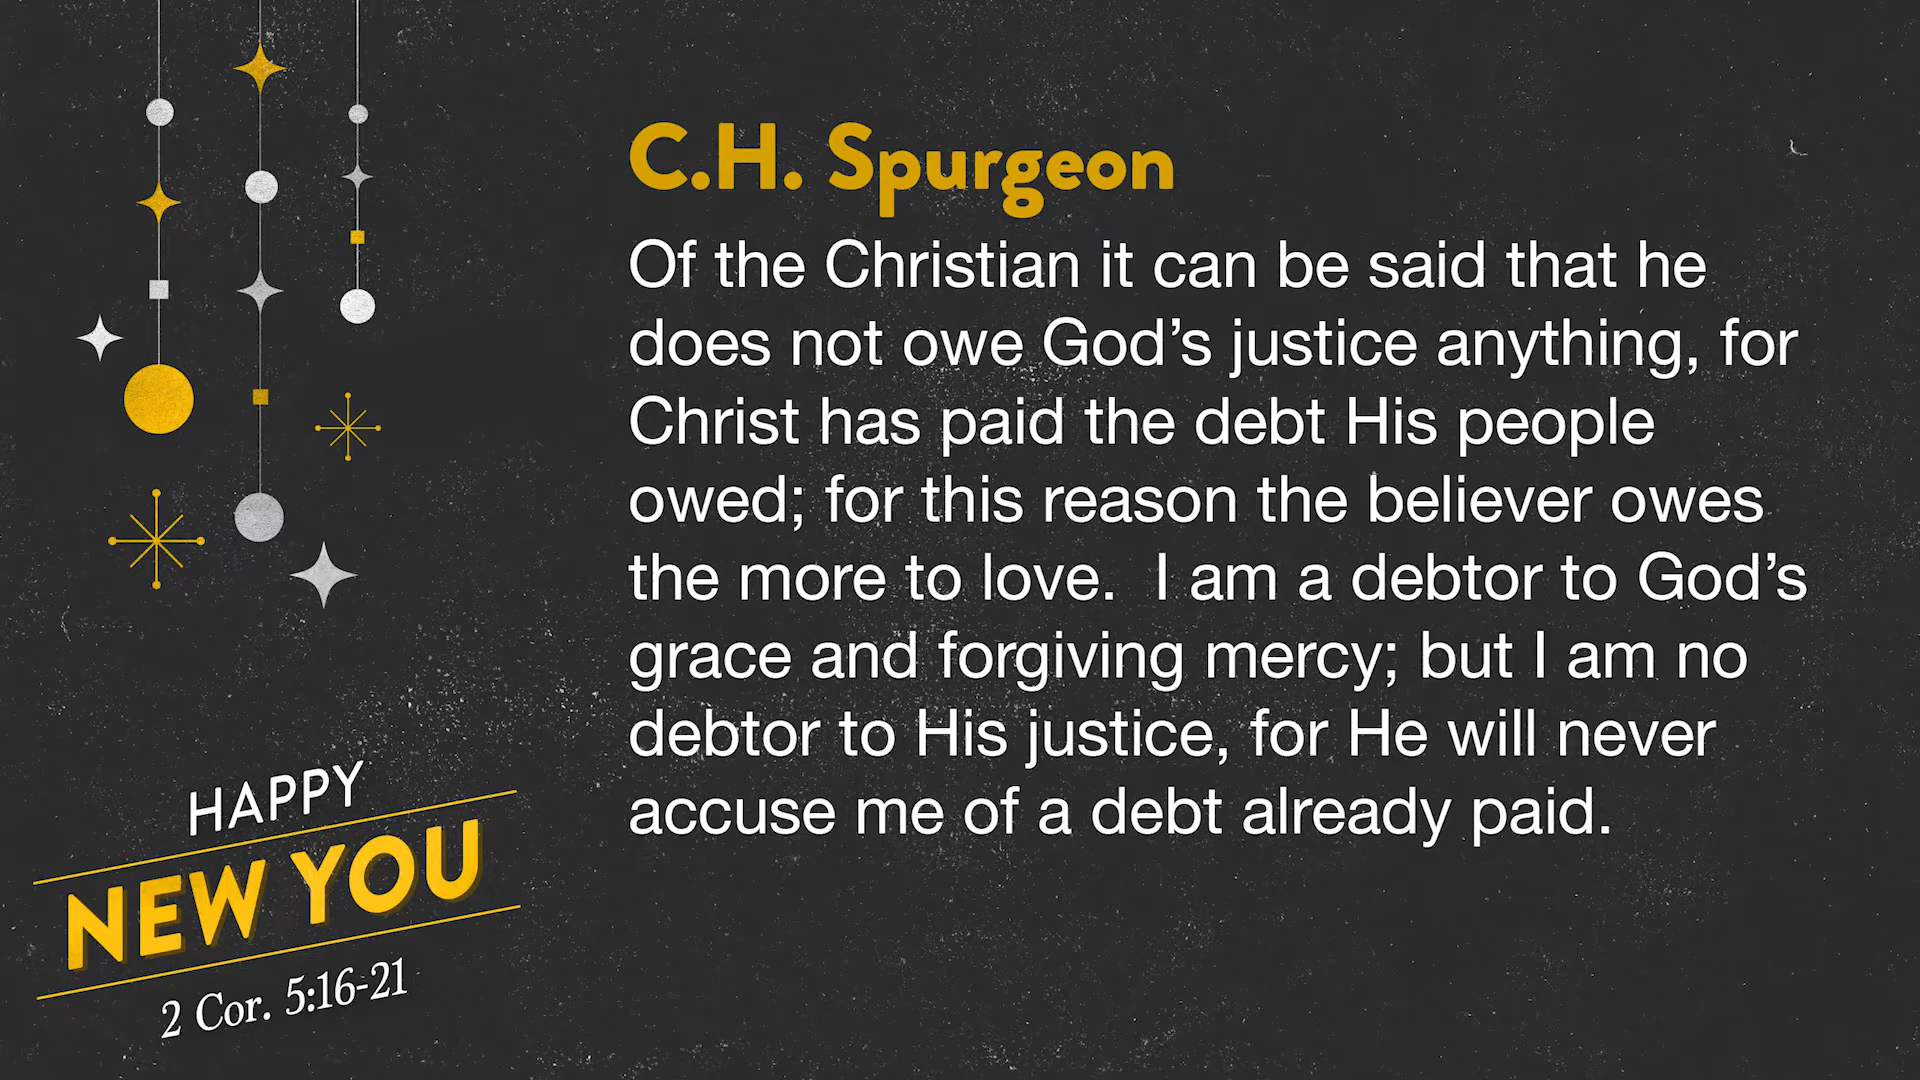 C.H. Spurgeon
Of the Christian it can be said that he
does not owe God’s justice anything, for
Christ has paid the debt His people
owed; for this reason the believer owes
the more to love.  I am a debtor to God’s
grace and forgiving mercy; but I am no
debtor to His justice, for He will never
accuse me of a debt already paid.
HAPPY
NEW YOU
2 Cor. 5:16-21